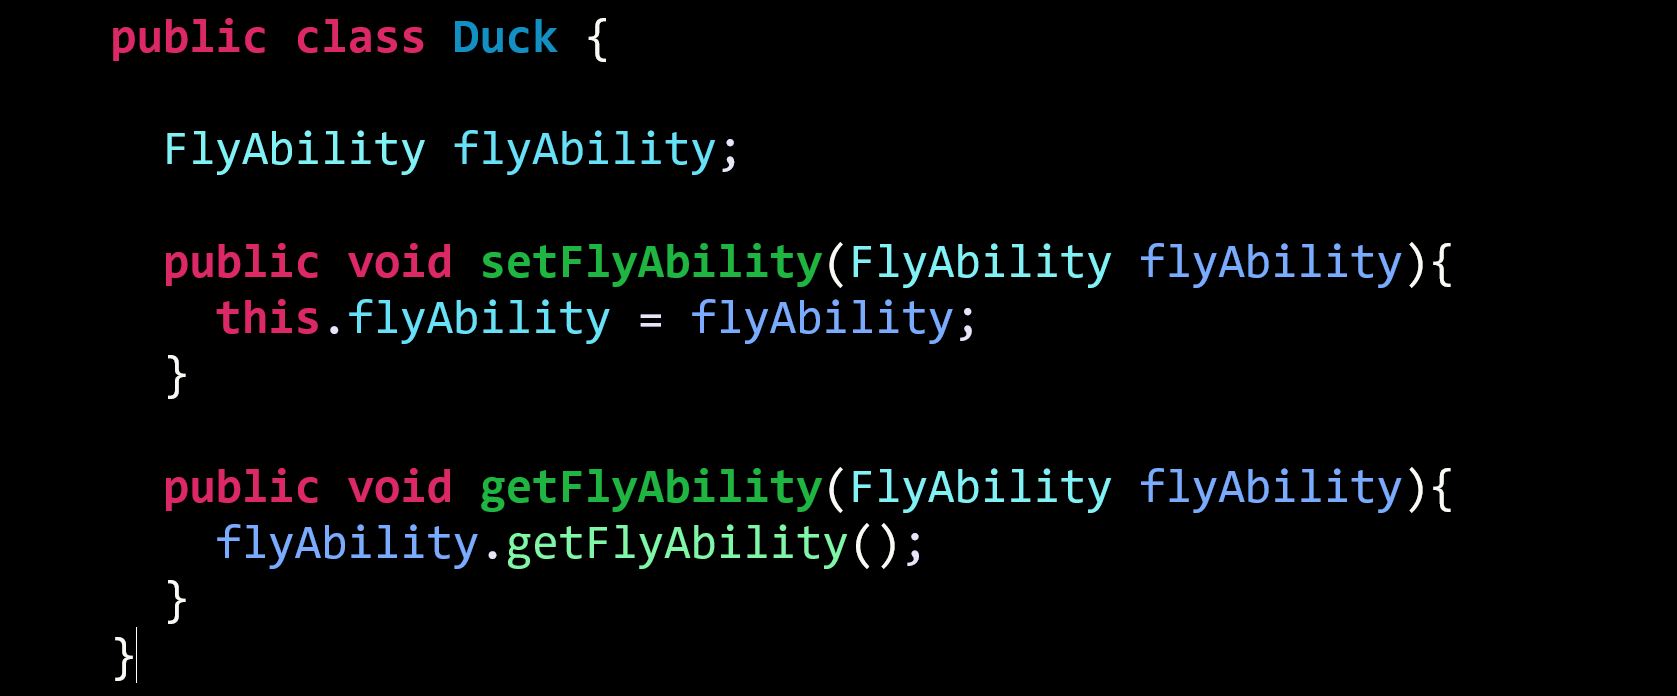 public class Duck {
FlyAbility flyAbility;
public void setFlyAbility(FlyAbility flyAbility){
this.flyAbility = flyAbility;
}
public void getFlyAbility(FlyAbility flyAbility){
flyAbility.getFlyAbility();
}
}